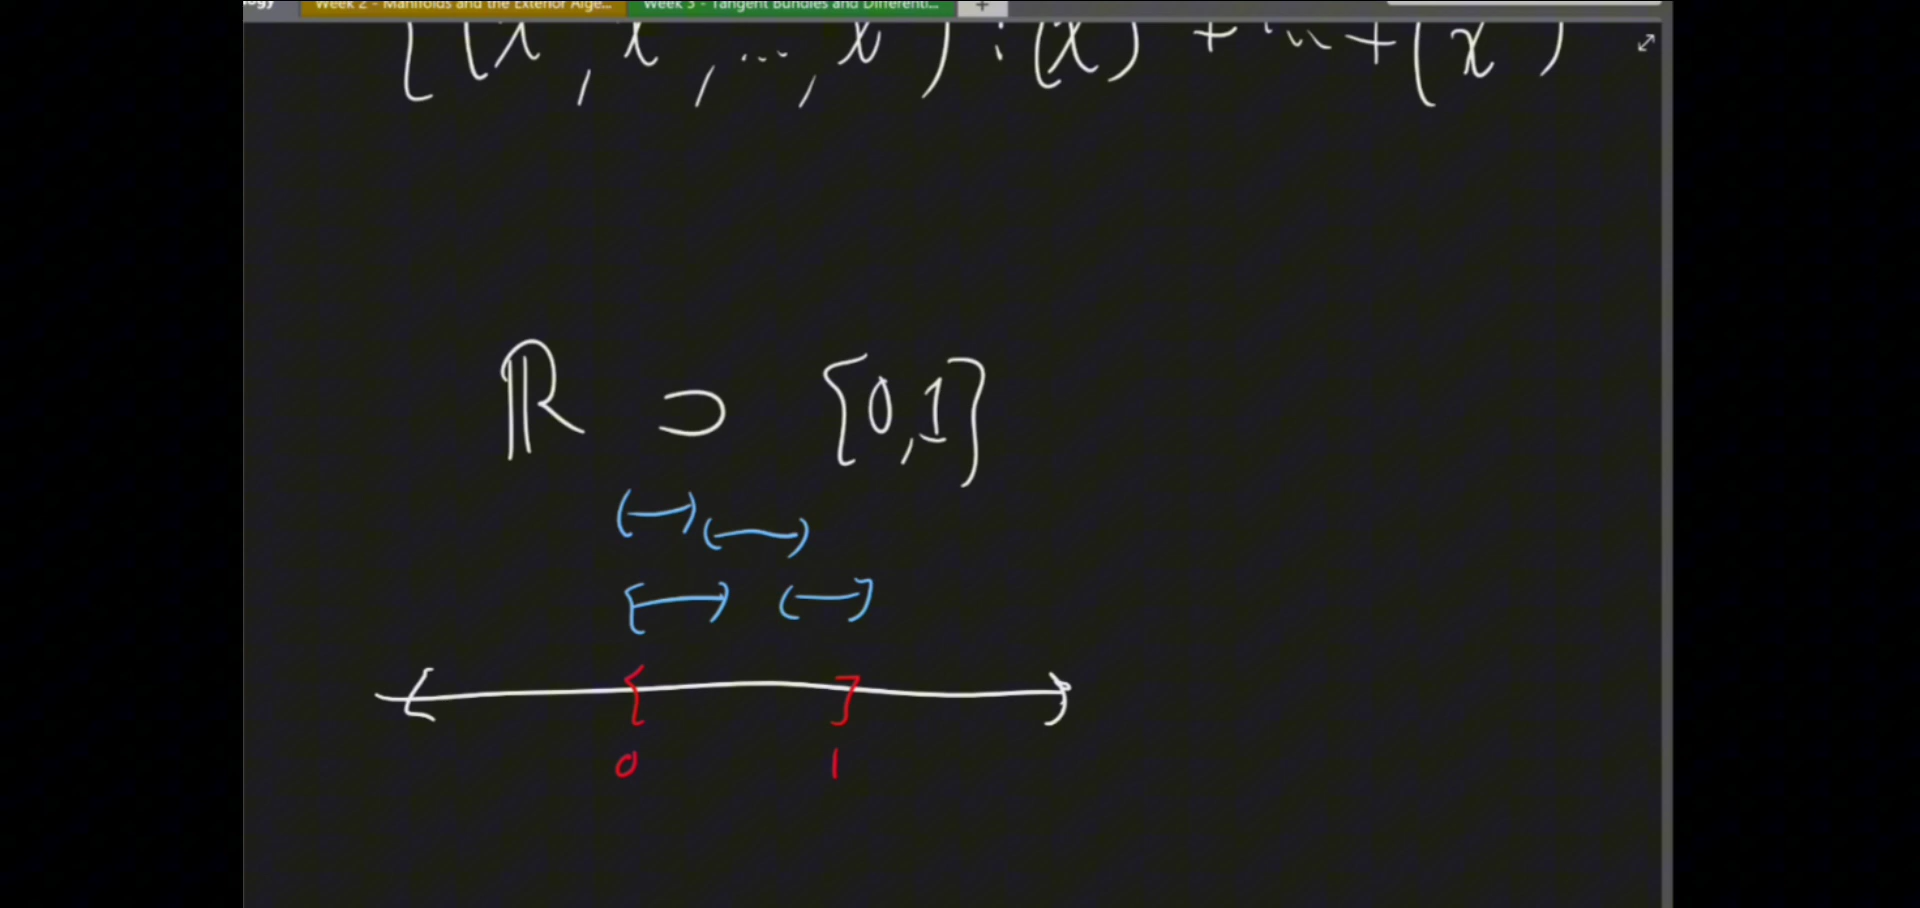 Week 2 - Manifolds and the Exterior Alge...
Week 3 - Tangent Bundles and Differenti... +
ℝ ⊃ [0,1]
( ) ( )
[ ) ( ]
[ ]
0 1